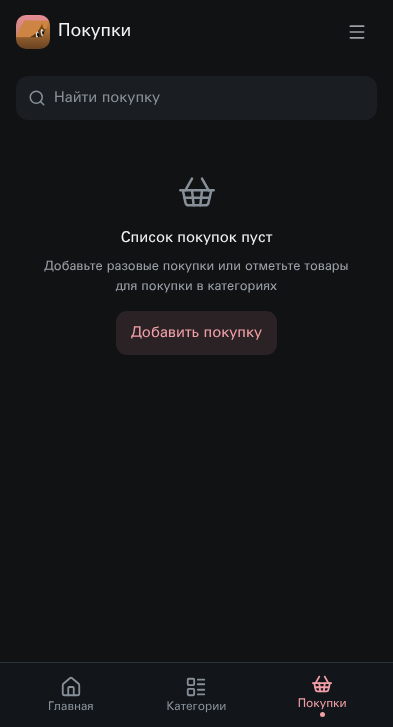 Покупки
Найти покупку
Список покупок пуст
Добавьте разовые покупки или отметьте товары
для покупки в категориях
Добавить покупку
Главная
Категории
Покупки